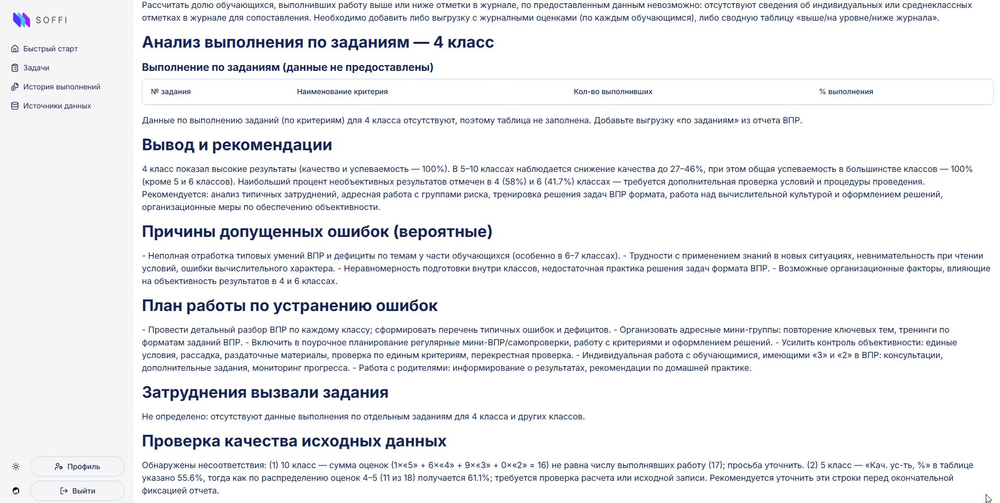 SOFFI
Быстрый старт
Задачи
История выполнений
Источники данных
Профиль
Выйти
Рассчитать долю обучающихся, выполнивших работу выше или ниже отметки в журнале, по предоставленным данным невозможно: отсутствуют сведения об индивидуальных или среднеклассных
отметках в журнале для сопоставления. Необходимо добавить либо выгрузку с журнальными оценками (по каждым обучающимся), либо сводную таблицу «выше/на уровне/ниже журнала».
Анализ выполнения по заданиям — 4 класс
Выполнение по заданиям (данные не предоставлены)
№ задания Наименование критерия Кол-во выполнивших % выполнения
Данные по выполнению заданий (по критериям) для 4 класса отсутствуют, поэтому таблица не заполнена. Добавьте выгрузку «по заданиям» из отчета ВПР.
Вывод и рекомендации
4 класс показал высокие результаты (качество и успеваемость — 100%). В 5–10 классах наблюдается снижение качества до 27–46%, при этом общая успеваемость в большинстве классов — 100%
(кроме 5 и 6 классов). Наибольший процент необъективных результатов отмечен в 4 (58%) и 6 (41.7%) классах — требуется дополнительная проверка условий и процедуры проведения.
Рекомендуется: анализ типичных затруднений, адресная работа с группами риска, тренировка решения задач ВПР формата, работа над вычислительной культурой и оформлением решений,
организационные меры по обеспечению объективности.
Причины допущенных ошибок (вероятные)
- Неполная отработка типовых умений ВПР и дефициты по темам у части обучающихся (особенно в 6–7 классах). - Трудности с применением знаний в новых ситуациях, невнимательность при чтении
условий, ошибки вычислительного характера. - Неравномерность подготовки внутри классов, недостаточная практика решения задач формата ВПР. - Возможные организационные факторы, влияющие
на объективность результатов в 4 и 6 классах.
План работы по устранению ошибок
- Провести детальный разбор ВПР по каждому классу; сформировать перечень типичных ошибок и дефицитов. - Организовать адресные мини-группы: повторение ключевых тем, тренинги по
форматам заданий ВПР. - Включить в поурочное планирование регулярные мини-ВПР/самопроверки, работу с критериями и оформлением решений. - Усилить контроль объективности: единые
условия, рассадка, раздаточные материалы, проверка по единым критериям, перекрестная проверка. - Индивидуальная работа с обучающимися, имеющими «3» и «2» в ВПР: консультации,
дополнительные задания, мониторинг прогресса. - Работа с родителями: информирование о результатах, рекомендации по домашней практике.
Затруднения вызвали задания
Не определено: отсутствуют данные выполнения по отдельным заданиям для 4 класса и других классов.
Проверка качества исходных данных
Обнаружены несоответствия: (1) 10 класс — сумма оценок (1×«5» + 6×«4» + 9×«3» + 0×«2» = 16) не равна числу выполнявших работу (17); просьба уточнить. (2) 5 класс — «Кач. ус-ть, %» в таблице
указано 55.6%, тогда как по распределению оценок 4–5 (11 из 18) получается 61.1%; требуется проверка расчета или исходной записи. Рекомендуется уточнить эти строки перед окончательной
фиксацией отчета.